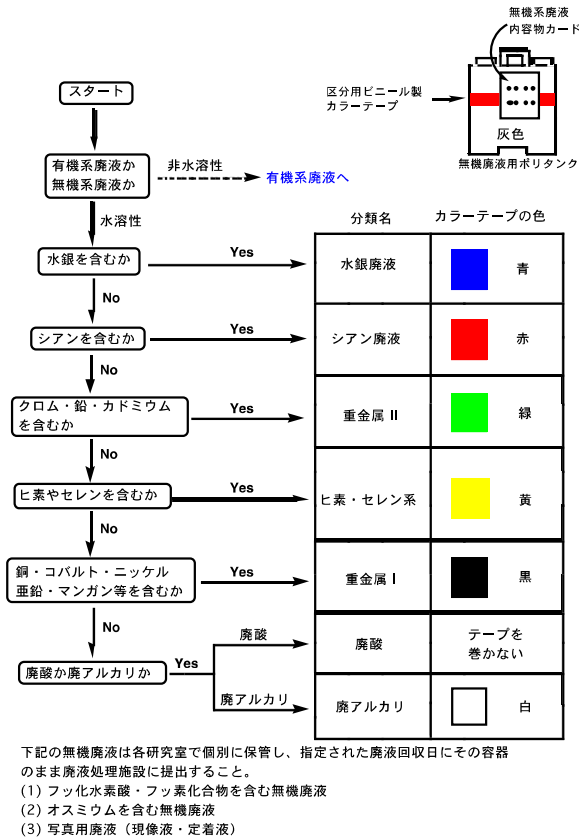 無機系廃液
内容物カード
区分用ビニール製
カラーテープ
灰色
無機廃液用ポリタンク
スタート
有機系廃液か
無機系廃液か
非水溶性
有機系廃液へ
水溶性
分類名
カラーテープの色
水銀を含むか
Yes
水銀廃液
青
No
シアンを含むか
Yes
シアン廃液
赤
No
クロム・鉛・カドミウム
を含むか
Yes
重金属 II
緑
No
ヒ素やセレンを含むか
Yes
ヒ素・セレン系
黄
No
銅・コバルト・ニッケル
亜鉛・マンガン等を含むか
Yes
重金属 I
黒
No
廃酸か廃アルカリか
Yes
廃酸
廃酸
テープを
巻かない
廃アルカリ
廃アルカリ
白
下記の無機廃液は各研究室で個別に保管し、指定された廃液回収日にその容器
のまま廃液処理施設に提出すること。
(1) フッ化水素酸・フッ素化合物を含む無機廃液
(2) オスミウムを含む無機廃液
(3) 写真用廃液（現像液・定着液）